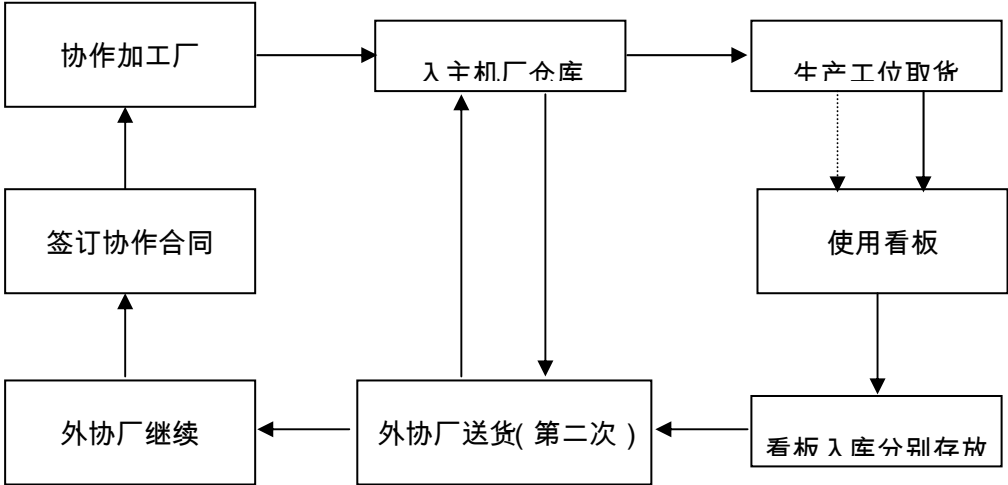 协作加工厂
入主机厂仓库
生产工位取货
签订协作合同
使用看板
外协厂继续
外协厂送货(第二次)
看板入库分别存放